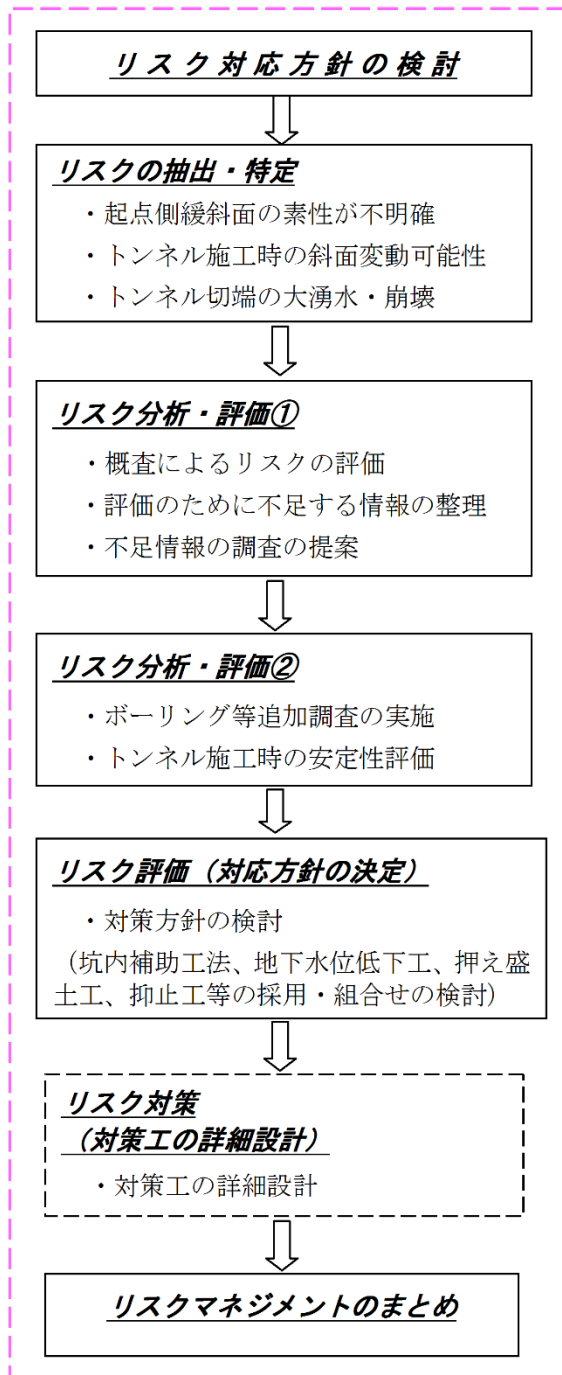 リスク対応方針の検討
リスクの抽出・特定
・起点側緩斜面の素性が不明確
・トンネル施工時の斜面変動可能性
・トンネル切端の大湧水・崩壊
リスク分析・評価①
・概査によるリスクの評価
・評価のために不足する情報の整理
・不足情報の調査の提案
リスク分析・評価②
・ボーリング等追加調査の実施
・トンネル施工時の安定性評価
リスク評価（対応方針の決定）
・対策方針の検討
（坑内補助工法、地下水位低下工、押え盛
土工、抑止工等の採用・組合せの検討）
リスク対策
（対策工の詳細設計）
・対策工の詳細設計
リスクマネジメントのまとめ